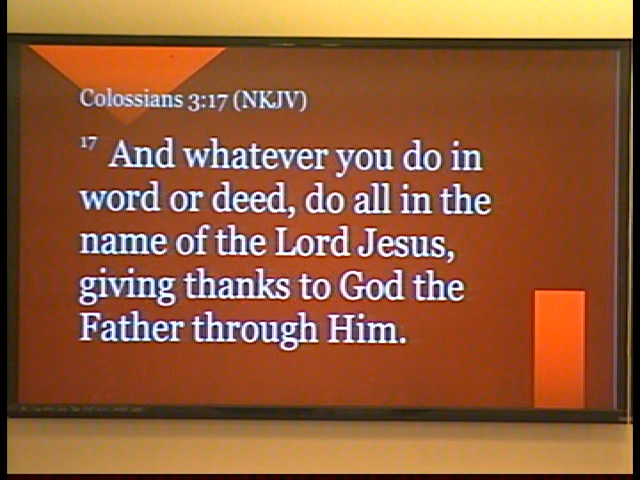 Colossians 3:17 (NKJV)
17 And whatever you do in
word or deed, do all in the
name of the Lord Jesus,
giving thanks to God the
Father through Him.